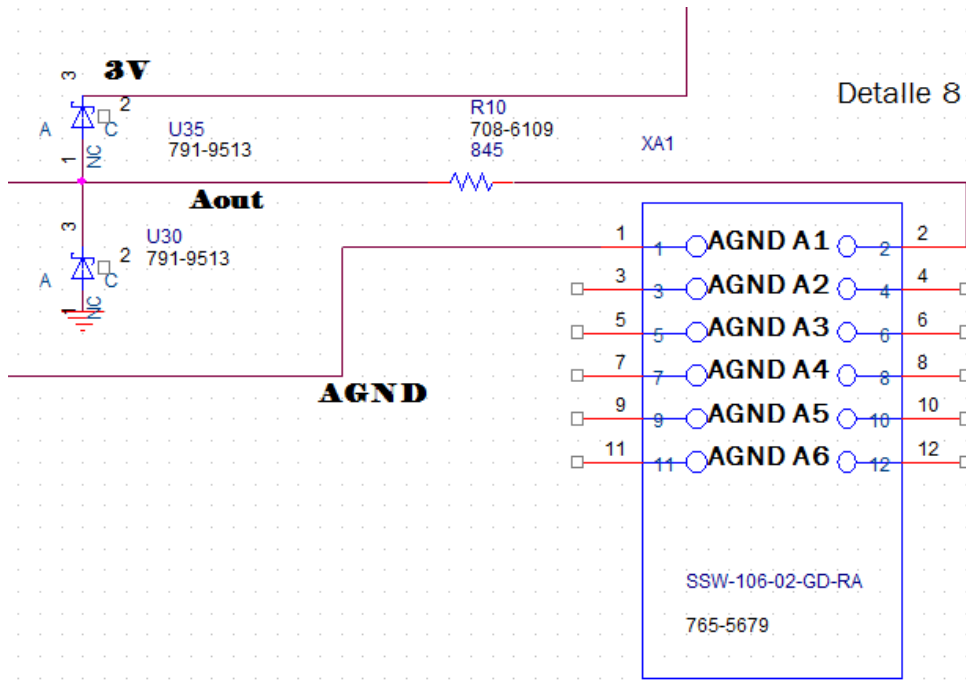 3
3V
2
A
C
1
NC
U35
791-9513
R10
708-6109
845
XA1
Detalle 8
Aout
3
2
A
C
1
NC
U30
791-9513
AGND
1 1 AGND A1 2 2
3 3 AGND A2 4 4
5 5 AGND A3 6 6
7 7 AGND A4 8 8
9 9 AGND A5 10 10
11 11 AGND A6 12 12
SSW-106-02-GD-RA
765-5679